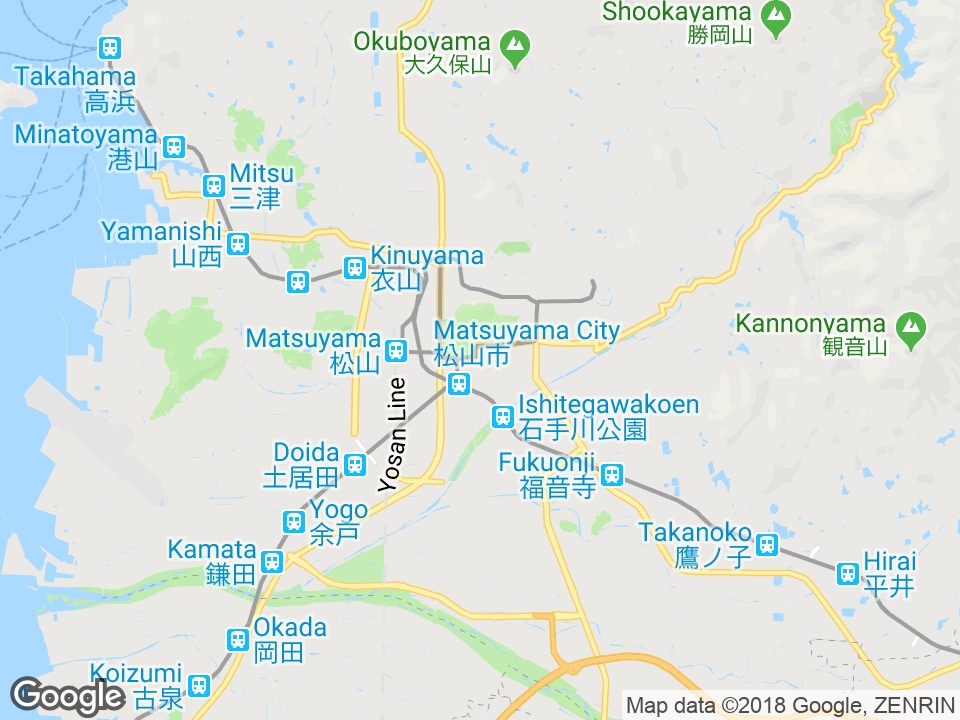 Shookayama
勝岡山
Okuboyama
大久保山
Takahama
高浜
Minatoyama
港山
Mitsu
三津
Yamanishi
山西
Kinuyama
衣山
Kannonyama
観音山
Matsuyama
松山
Matsuyama City
松山市
Yosan Line
Ishitegawakoen
石手川公園
Doida
土居田
Fukuonji
福音寺
Yogo
余戸
Takanoko
鷹ノ子
Kamata
鎌田
Hirai
平井
Okada
岡田
Koizumi
古泉
Google
Map data ©2018 Google, ZENRIN